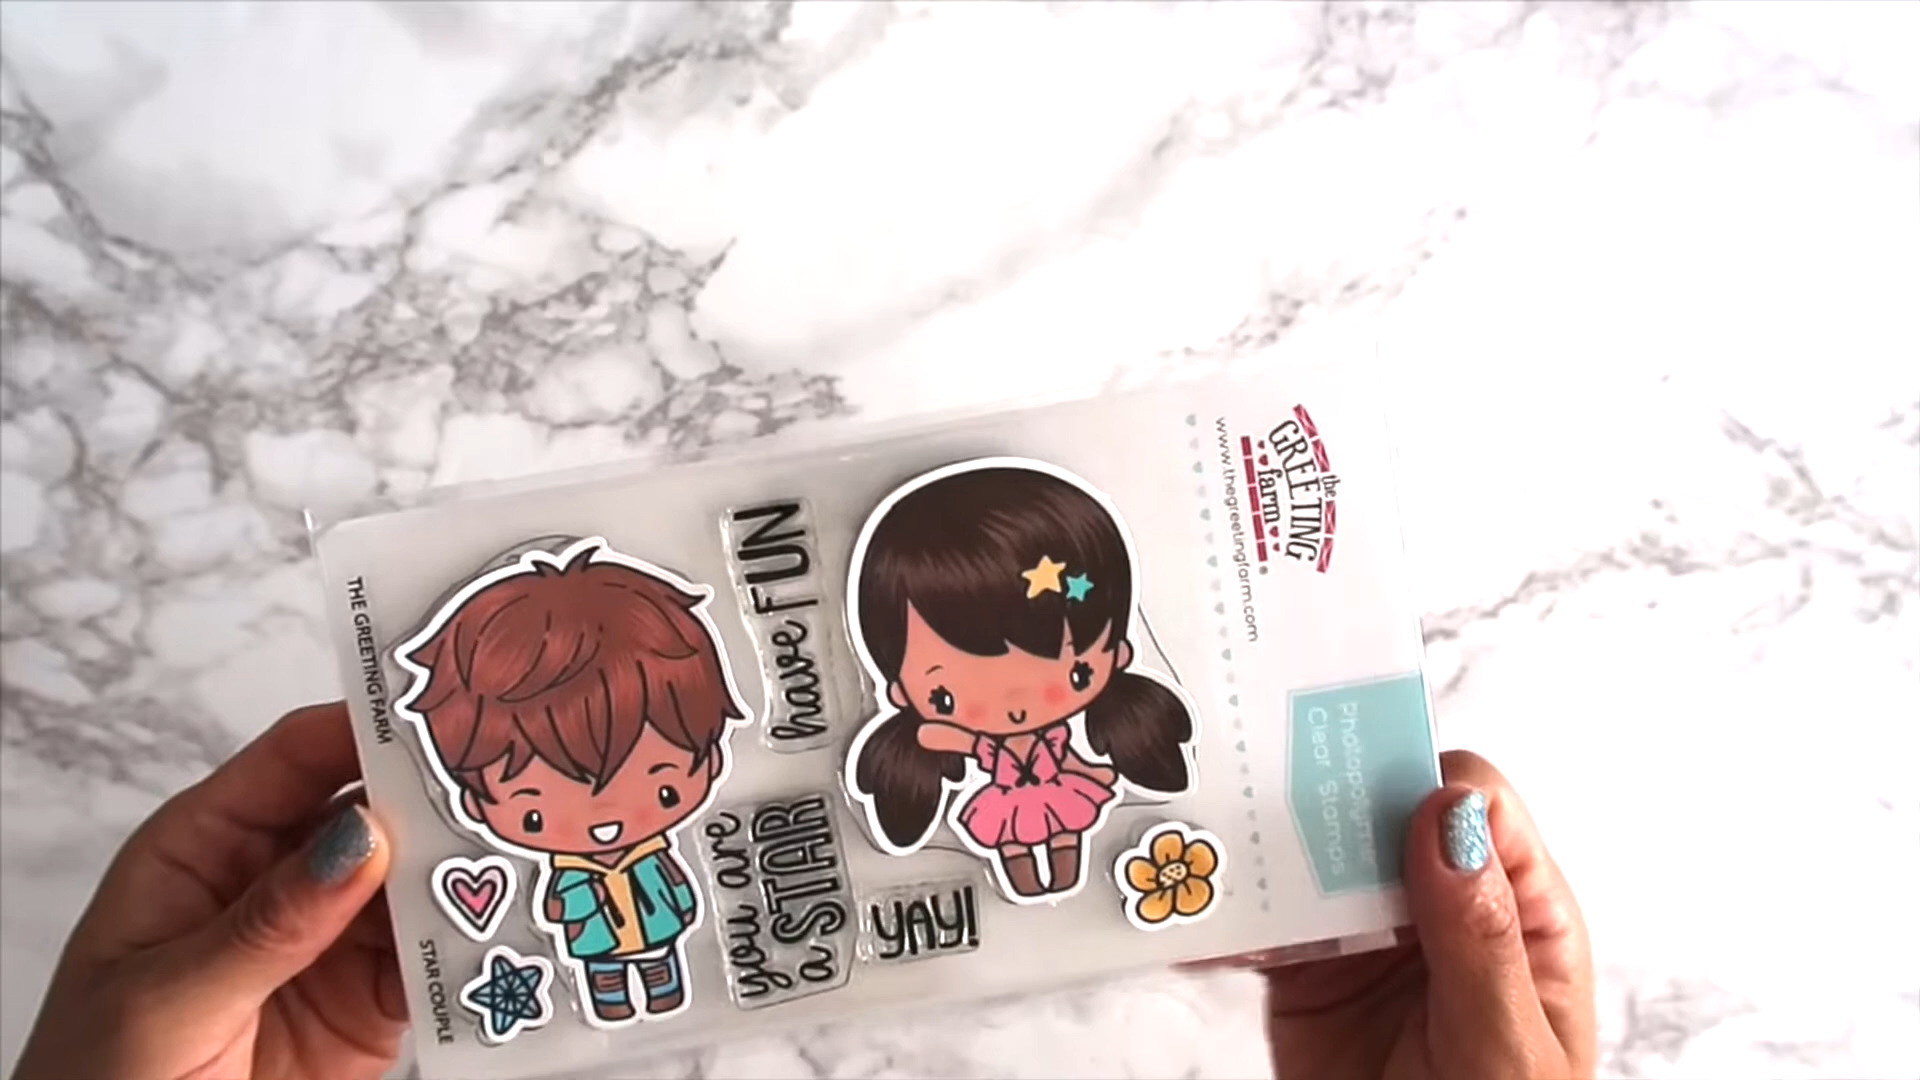 the
GREETING
farm
www.thegreetingfarm.com
Photopolymer
Clear Stamps
have FUN
you are
a STAR
YAY!
THE GREETING FARM
STAR COUPLE